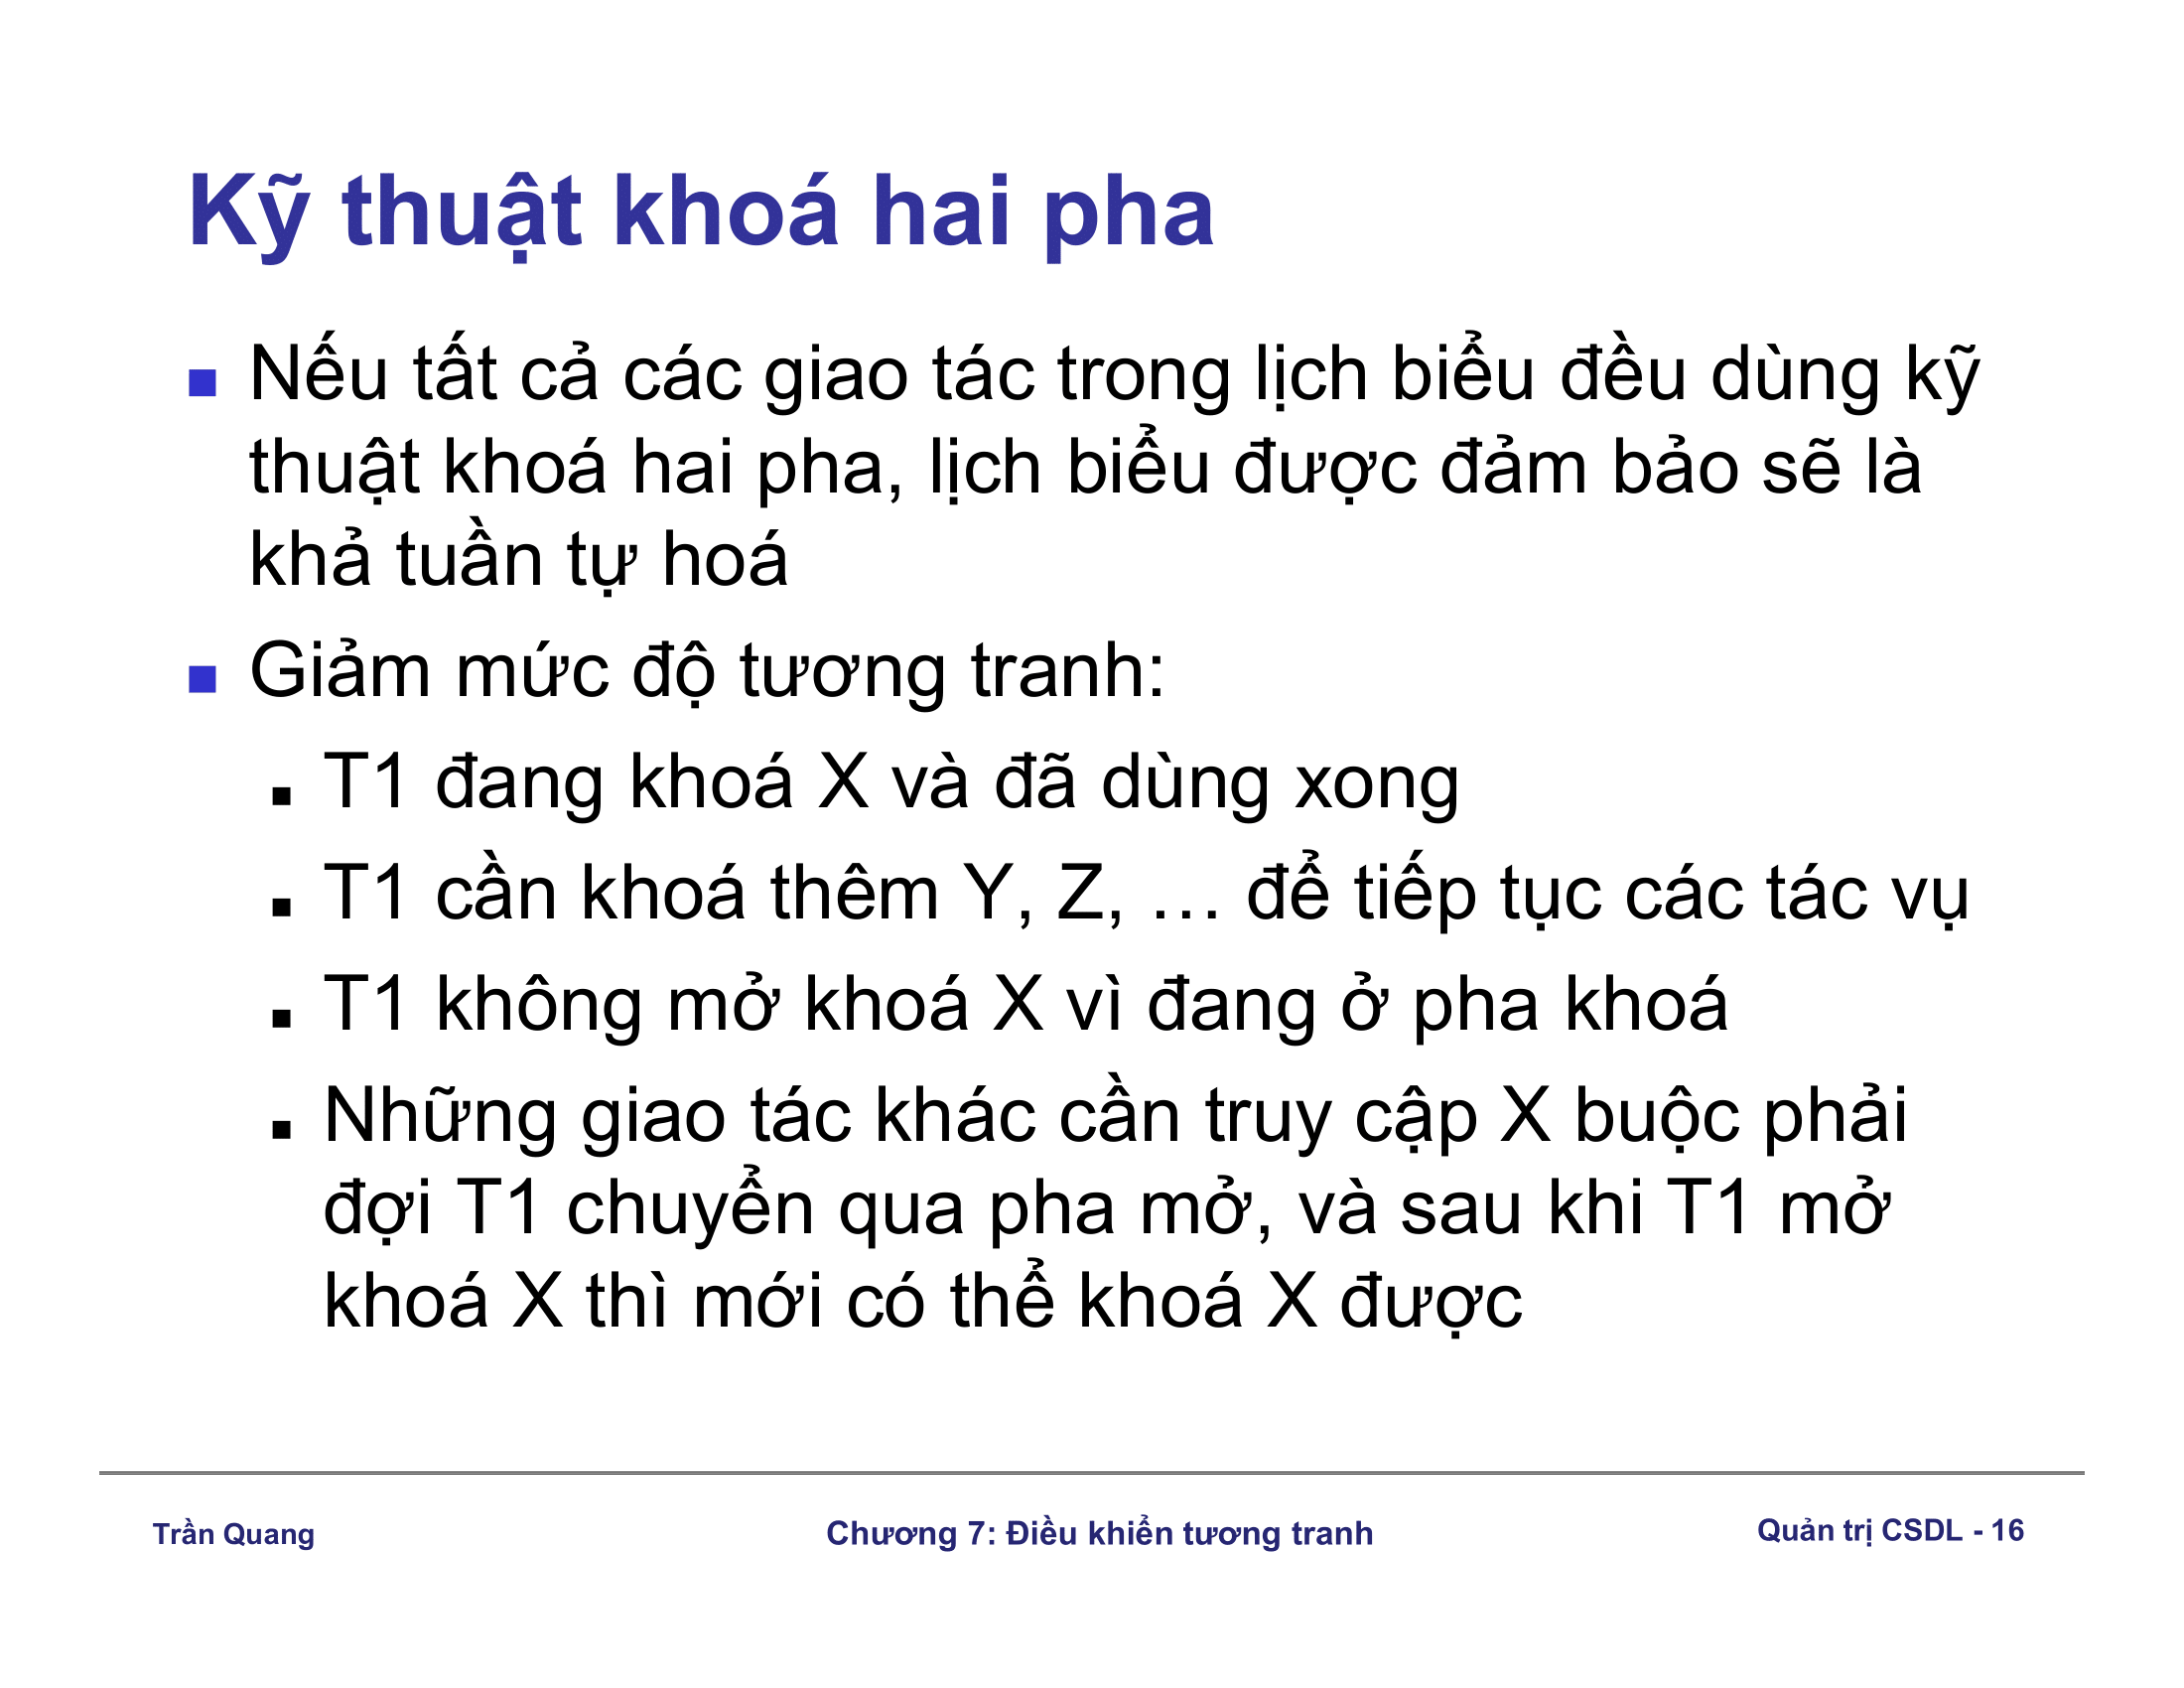 Kỹ thuật khoá hai pha
Nếu tất cả các giao tác trong lịch biểu đều dùng kỹ
thuật khoá hai pha, lịch biểu được đảm bảo sẽ là
khả tuần tự hoá
Giảm mức độ tương tranh:
T1 đang khoá X và đã dùng xong
T1 cần khoá thêm Y, Z, … để tiếp tục các tác vụ
T1 không mở khoá X vì đang ở pha khoá
Những giao tác khác cần truy cập X buộc phải
đợi T1 chuyển qua pha mở, và sau khi T1 mở
khoá X thì mới có thể khoá X được
Trần Quang
Chương 7: Điều khiển tương tranh
Quản trị CSDL - 16